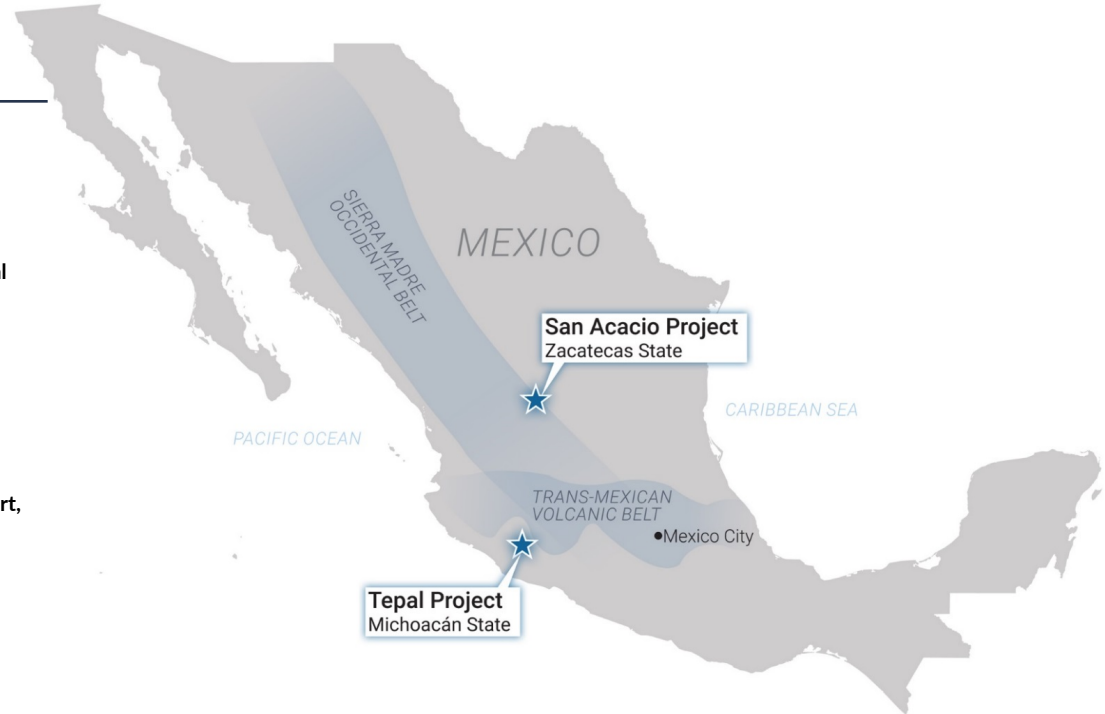 l
rt,
SIERRA MADRE
OCCIDENTAL BELT
MEXICO
San Acacio Project
Zacatecas State
CARIBBEAN SEA
PACIFIC OCEAN
TRANS-MEXICAN
VOLCANIC BELT
Mexico City
Tepal Project
Michoacán State